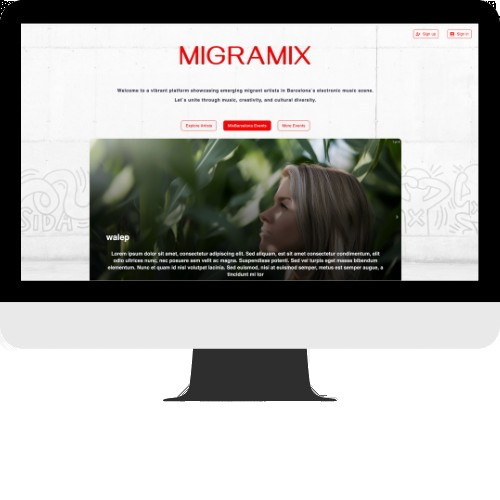 Sign up
Sign in
MIGRAMIX
Welcome to a vibrant platform showcasing emerging migrant artists in Barcelona's electronic music scene.
Let's unite through music, creativity, and cultural diversity.
Explore Artists
MixBarcelona Events
More Events
walep
Lorem ipsum dolor sit amet, consectetur adipiscing elit. Sed aliquam, est sit amet consectetur condimentum, elit
odio ultrices nunc, nec posuere sem velit ac magna. Suspendisse potenti. Sed vel turpis eget massa bibendum
elementum. Nunc et quam id nisl volutpat lacinia. Sed euismod, nisi at euismod semper, metus est semper augue, a
tincidunt mi tor
SIDA